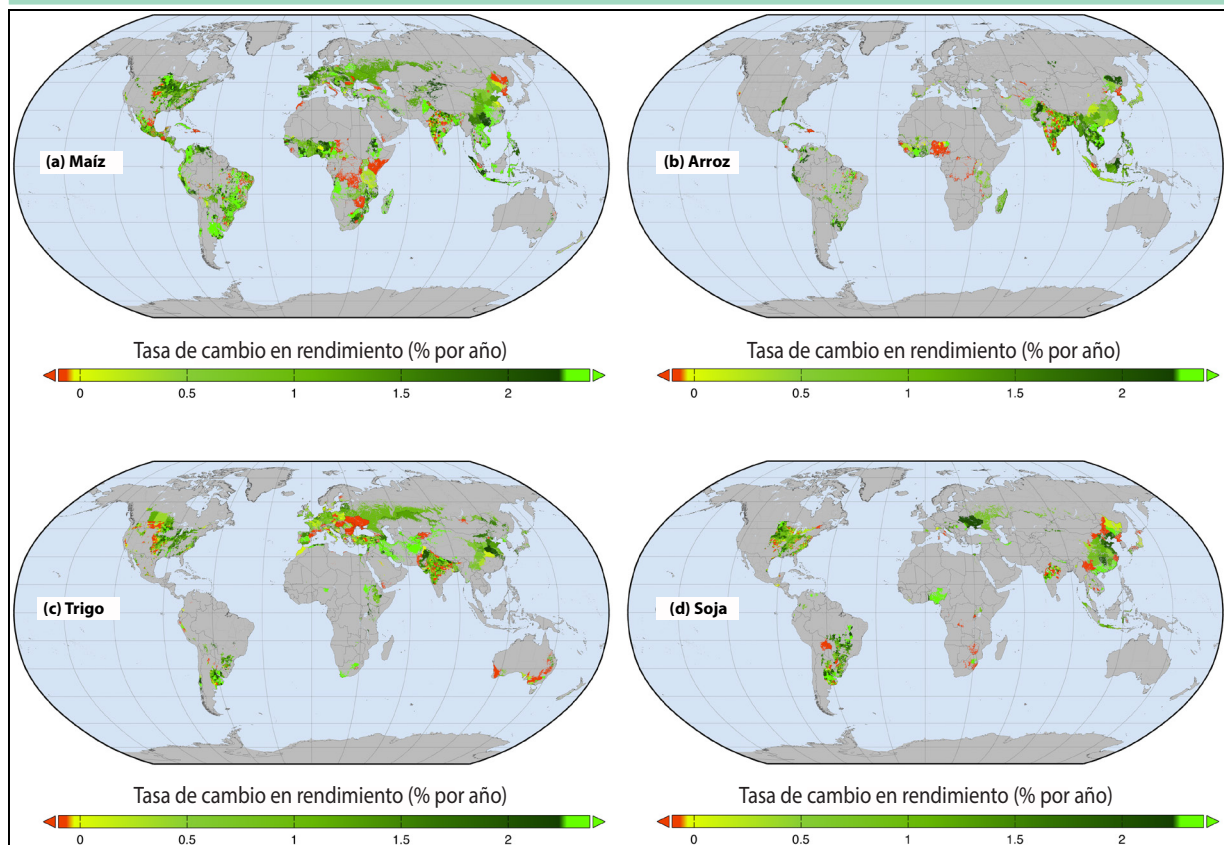 (a) Maíz
(b) Arroz
Tasa de cambio en rendimiento (% por año)
0 0.5 1 1.5 2
Tasa de cambio en rendimiento (% por año)
0 0.5 1 1.5 2
(c) Trigo
(d) Soja
Tasa de cambio en rendimiento (% por año)
0 0.5 1 1.5 2
Tasa de cambio en rendimiento (% por año)
0 0.5 1 1.5 2